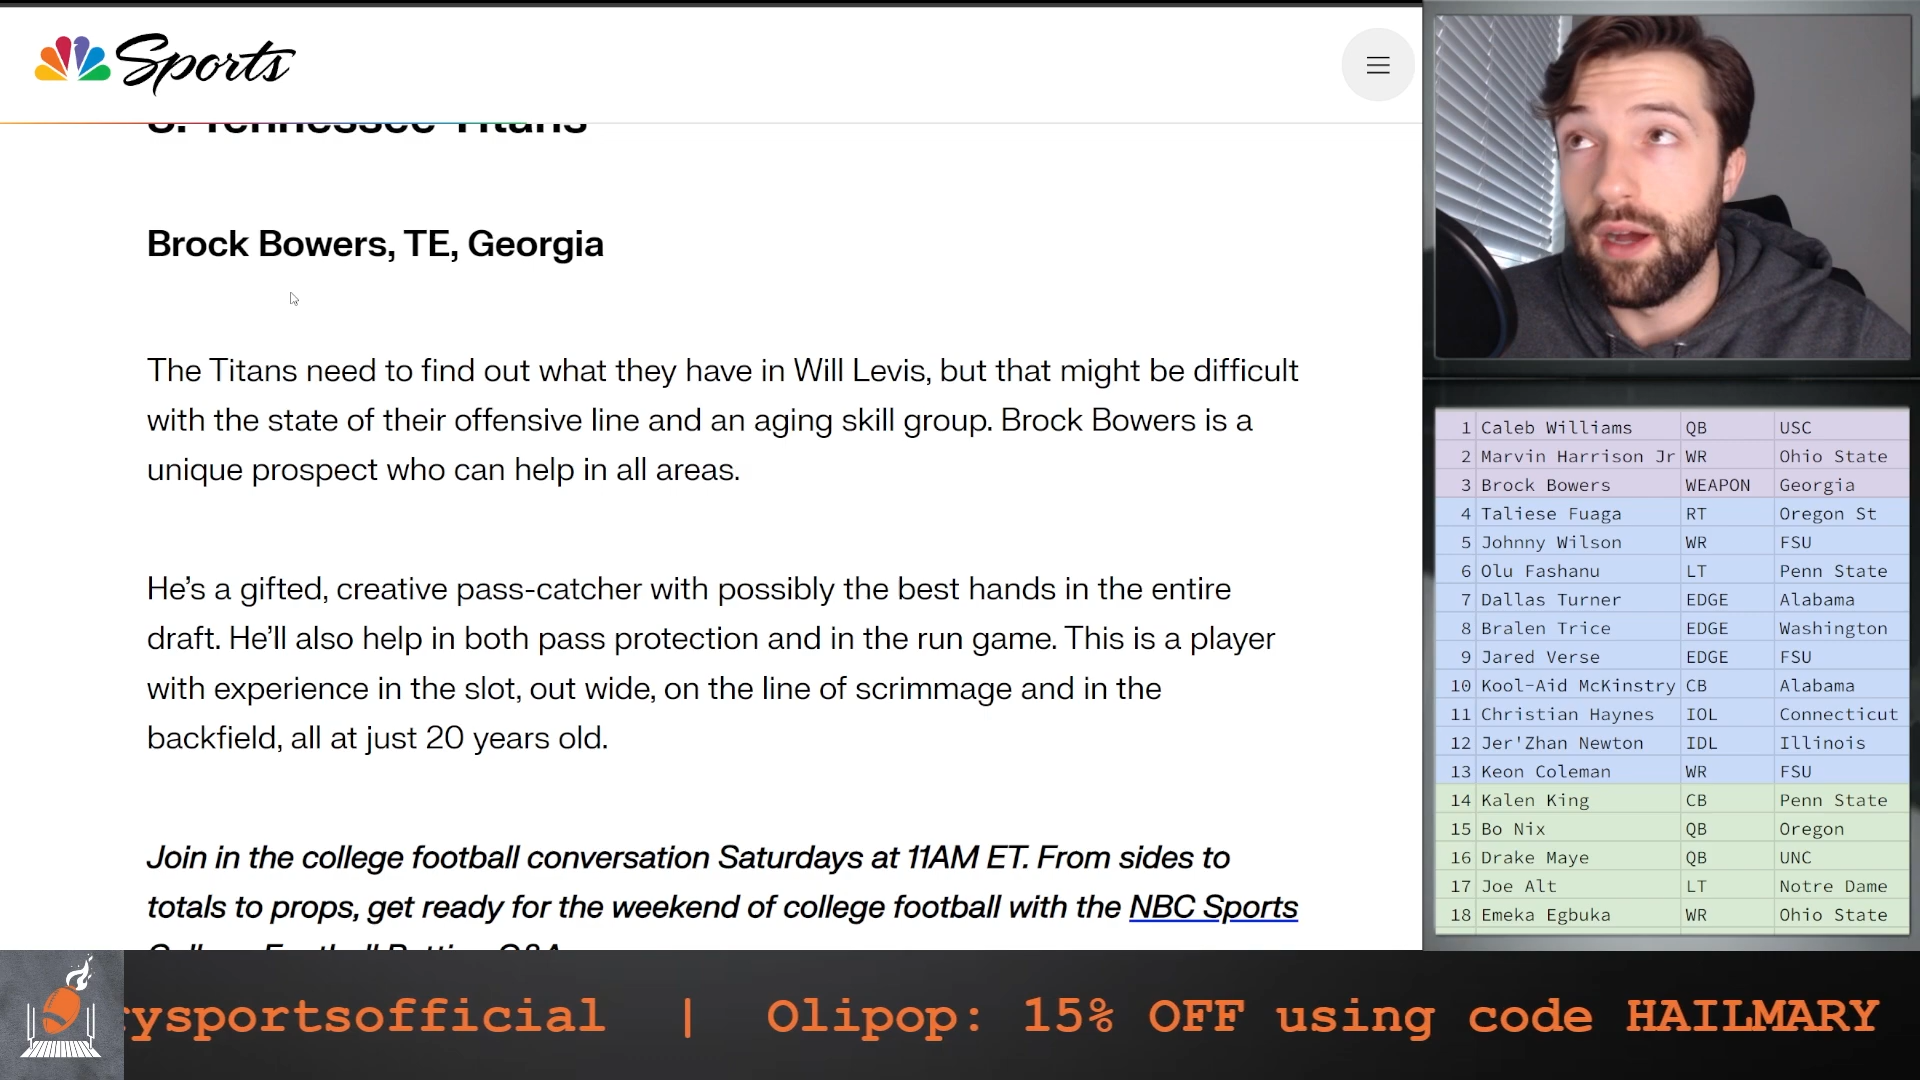 Sports
Tennessee Titans
Brock Bowers, TE, Georgia
The Titans need to find out what they have in Will Levis, but that might be difficult
with the state of their offensive line and an aging skill group. Brock Bowers is a
unique prospect who can help in all areas.
He's a gifted, creative pass-catcher with possibly the best hands in the entire
draft. He'll also help in both pass protection and in the run game. This is a player
with experience in the slot, out wide, on the line of scrimmage and in the
backfield, all at just 20 years old.
Join in the college football conversation Saturdays at 11AM ET. From sides to
totals to props, get ready for the weekend of college football with the NBC Sports
College Football Betting Q&A
1 Caleb Williams QB USC
2 Marvin Harrison Jr WR Ohio State
3 Brock Bowers WEAPON Georgia
4 Taliese Fuaga RT Oregon St
5 Johnny Wilson WR FSU
6 Olu Fashanu LT Penn State
7 Dallas Turner EDGE Alabama
8 Bralen Trice EDGE Washington
9 Jared Verse EDGE FSU
10 Kool-Aid McKinstry CB Alabama
11 Christian Haynes IOL Connecticut
12 Jer'Zhan Newton IDL Illinois
13 Keon Coleman WR FSU
14 Kalen King CB Penn State
15 Bo Nix QB Oregon
16 Drake Maye QB UNC
17 Joe Alt LT Notre Dame
18 Emeka Egbuka WR Ohio State
rysportsofficial | Olipop: 15% OFF using code HAILMARY